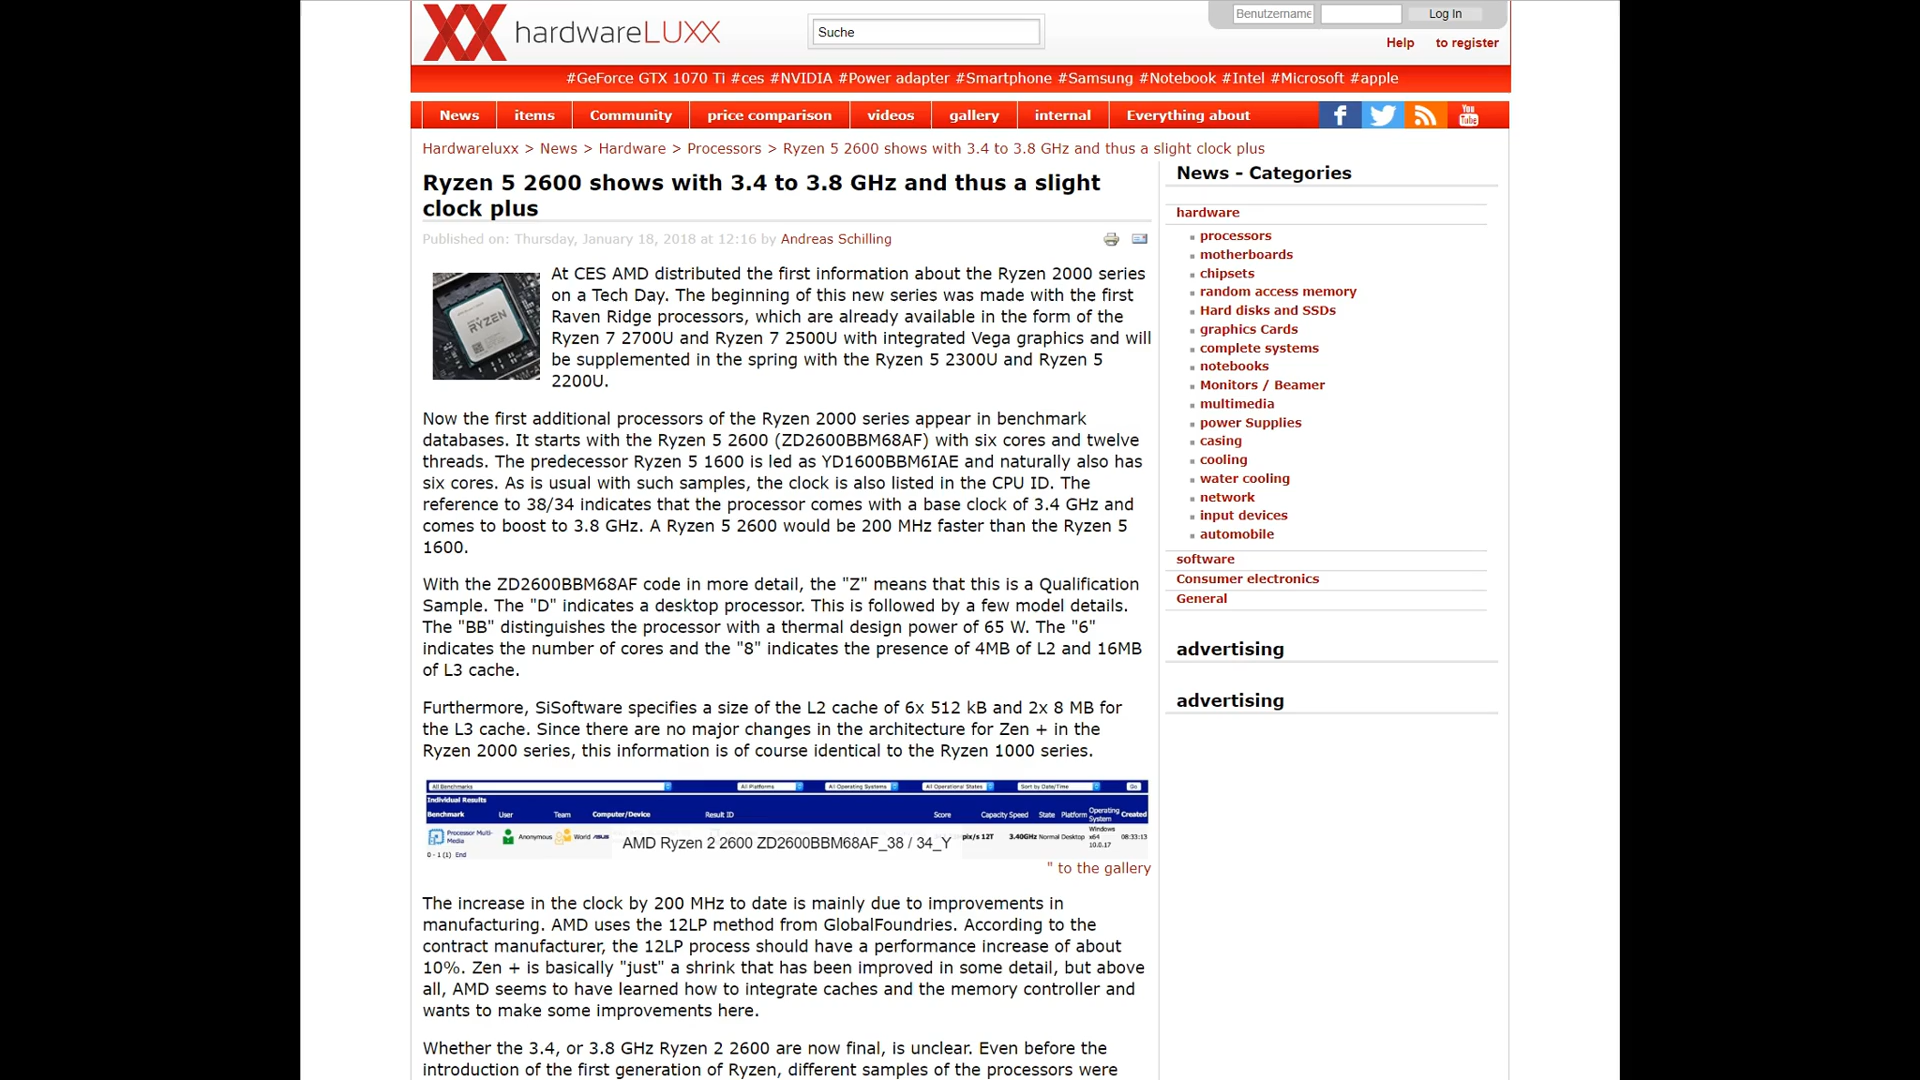 hardwareLUXX
Suche
Benutzername
Log In
Help
to register
#GeForce GTX 1070 Ti #ces #NVIDIA #Power adapter #Smartphone #Samsung #Notebook #Intel #Microsoft #apple
News
items
Community
price comparison
videos
gallery
internal
Everything about
You Tube
Hardwareluxx > News > Hardware > Processors > Ryzen 5 2600 shows with 3.4 to 3.8 GHz and thus a slight clock plus
Ryzen 5 2600 shows with 3.4 to 3.8 GHz and thus a slight
clock plus
Published on: Thursday, January 18, 2018 at 12:16 by Andreas Schilling
RYZEN
At CES AMD distributed the first information about the Ryzen 2000 series
on a Tech Day. The beginning of this new series was made with the first
Raven Ridge processors, which are already available in the form of the
Ryzen 7 2700U and Ryzen 7 2500U with integrated Vega graphics and will
be supplemented in the spring with the Ryzen 5 2300U and Ryzen 5
2200U.
Now the first additional processors of the Ryzen 2000 series appear in benchmark
databases. It starts with the Ryzen 5 2600 (ZD2600BBM68AF) with six cores and twelve
threads. The predecessor Ryzen 5 1600 is led as YD1600BBM6IAE and naturally also has
six cores. As is usual with such samples, the clock is also listed in the CPU ID. The
reference to 38/34 indicates that the processor comes with a base clock of 3.4 GHz and
comes to boost to 3.8 GHz. A Ryzen 5 2600 would be 200 MHz faster than the Ryzen 5
1600.
With the ZD2600BBM68AF code in more detail, the "Z" means that this is a Qualification
Sample. The "D" indicates a desktop processor. This is followed by a few model details.
The "BB" distinguishes the processor with a thermal design power of 65 W. The "6"
indicates the number of cores and the "8" indicates the presence of 4MB of L2 and 16MB
of L3 cache.
Furthermore, SiSoftware specifies a size of the L2 cache of 6x 512 kB and 2x 8 MB for
the L3 cache. Since there are no major changes in the architecture for Zen + in the
Ryzen 2000 series, this information is of course identical to the Ryzen 1000 series.
All Benchmarks All Platforms All Operating Systems All Operational States Sort by Date/Time Go
Individual Results
Benchmark User Team Computer/Device Result ID Score Capacity Speed State Platform Operating System Created
Processor Multi-Media Anonymous World ASUS pix/s 12T 3.40GHz Normal Desktop Windows x64 10.0.17 08:33:13
0 - 1 (1) End
AMD Ryzen 2 2600 ZD2600BBM68AF_38 / 34_Y
" to the gallery
The increase in the clock by 200 MHz to date is mainly due to improvements in
manufacturing. AMD uses the 12LP method from GlobalFoundries. According to the
contract manufacturer, the 12LP process should have a performance increase of about
10%. Zen + is basically "just" a shrink that has been improved in some detail, but above
all, AMD seems to have learned how to integrate caches and the memory controller and
wants to make some improvements here.
Whether the 3.4, or 3.8 GHz Ryzen 2 2600 are now final, is unclear. Even before the
introduction of the first generation of Ryzen, different samples of the processors were
News - Categories
hardware
processors
motherboards
chipsets
random access memory
Hard disks and SSDs
graphics Cards
complete systems
notebooks
Monitors / Beamer
multimedia
power Supplies
casing
cooling
water cooling
network
input devices
automobile
software
Consumer electronics
General
advertising
advertising